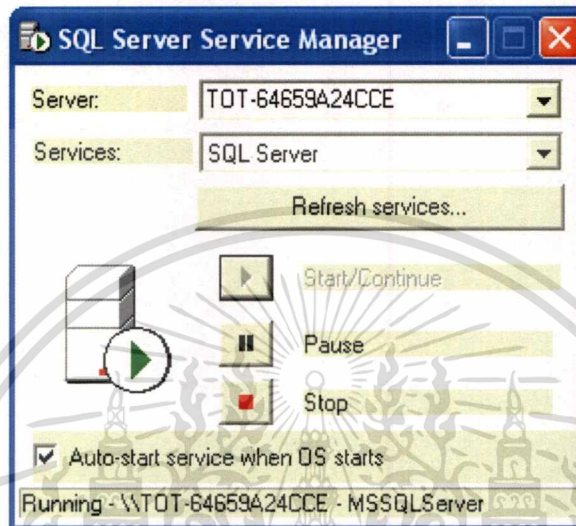 SQL Server Service Manager
Server: TOT-64659A24CCE
Services: SQL Server
Refresh services...
Start/Continue
Pause
Stop
Auto-start service when OS starts
Running - \\TOT-64659A24CCE - MSSQLServer